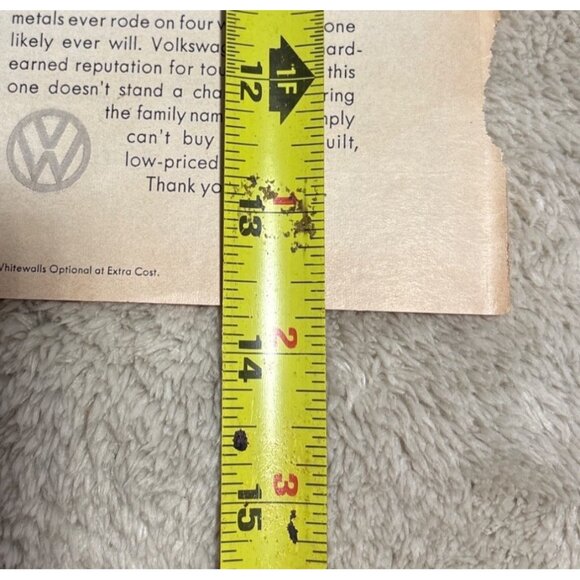 metals ever rode on four one
likely ever will. Volkswa ard-
earned reputation for tou this
one doesn't stand a cha ring
the family nam ply
can't buy uilt,
low-priced
Thank yo
Whitewalls Optional at Extra Cost.
1F
12
1
13
2
14
3
15